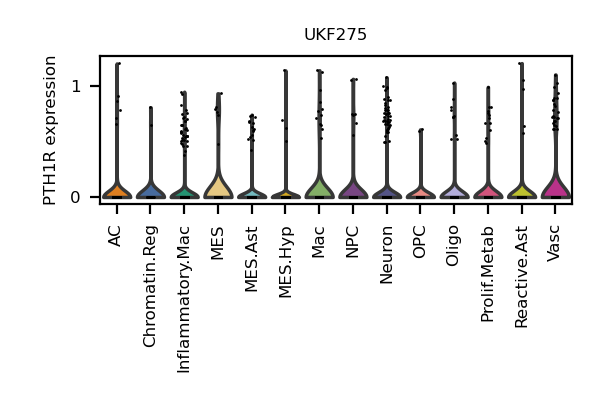 UKF275
PTH1R expression
1
0
AC
Chromatin.Reg
Inflammatory.Mac
MES
MES.Ast
MES.Hyp
Mac
NPC
Neuron
OPC
Oligo
Prolif.Metab
Reactive.Ast
Vasc